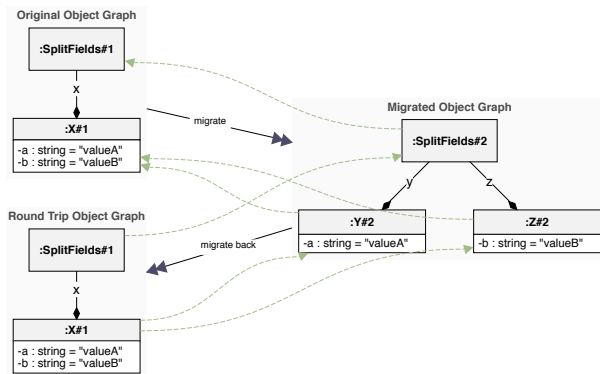 Original Object Graph
:SplitFields#1
x
:X#1
-a : string = "valueA"
-b : string = "valueB"
migrate
Migrated Object Graph
:SplitFields#2
y
z
:Y#2
-a : string = "valueA"
:Z#2
-b : string = "valueB"
migrate back
Round Trip Object Graph
:SplitFields#1
x
:X#1
-a : string = "valueA"
-b : string = "valueB"